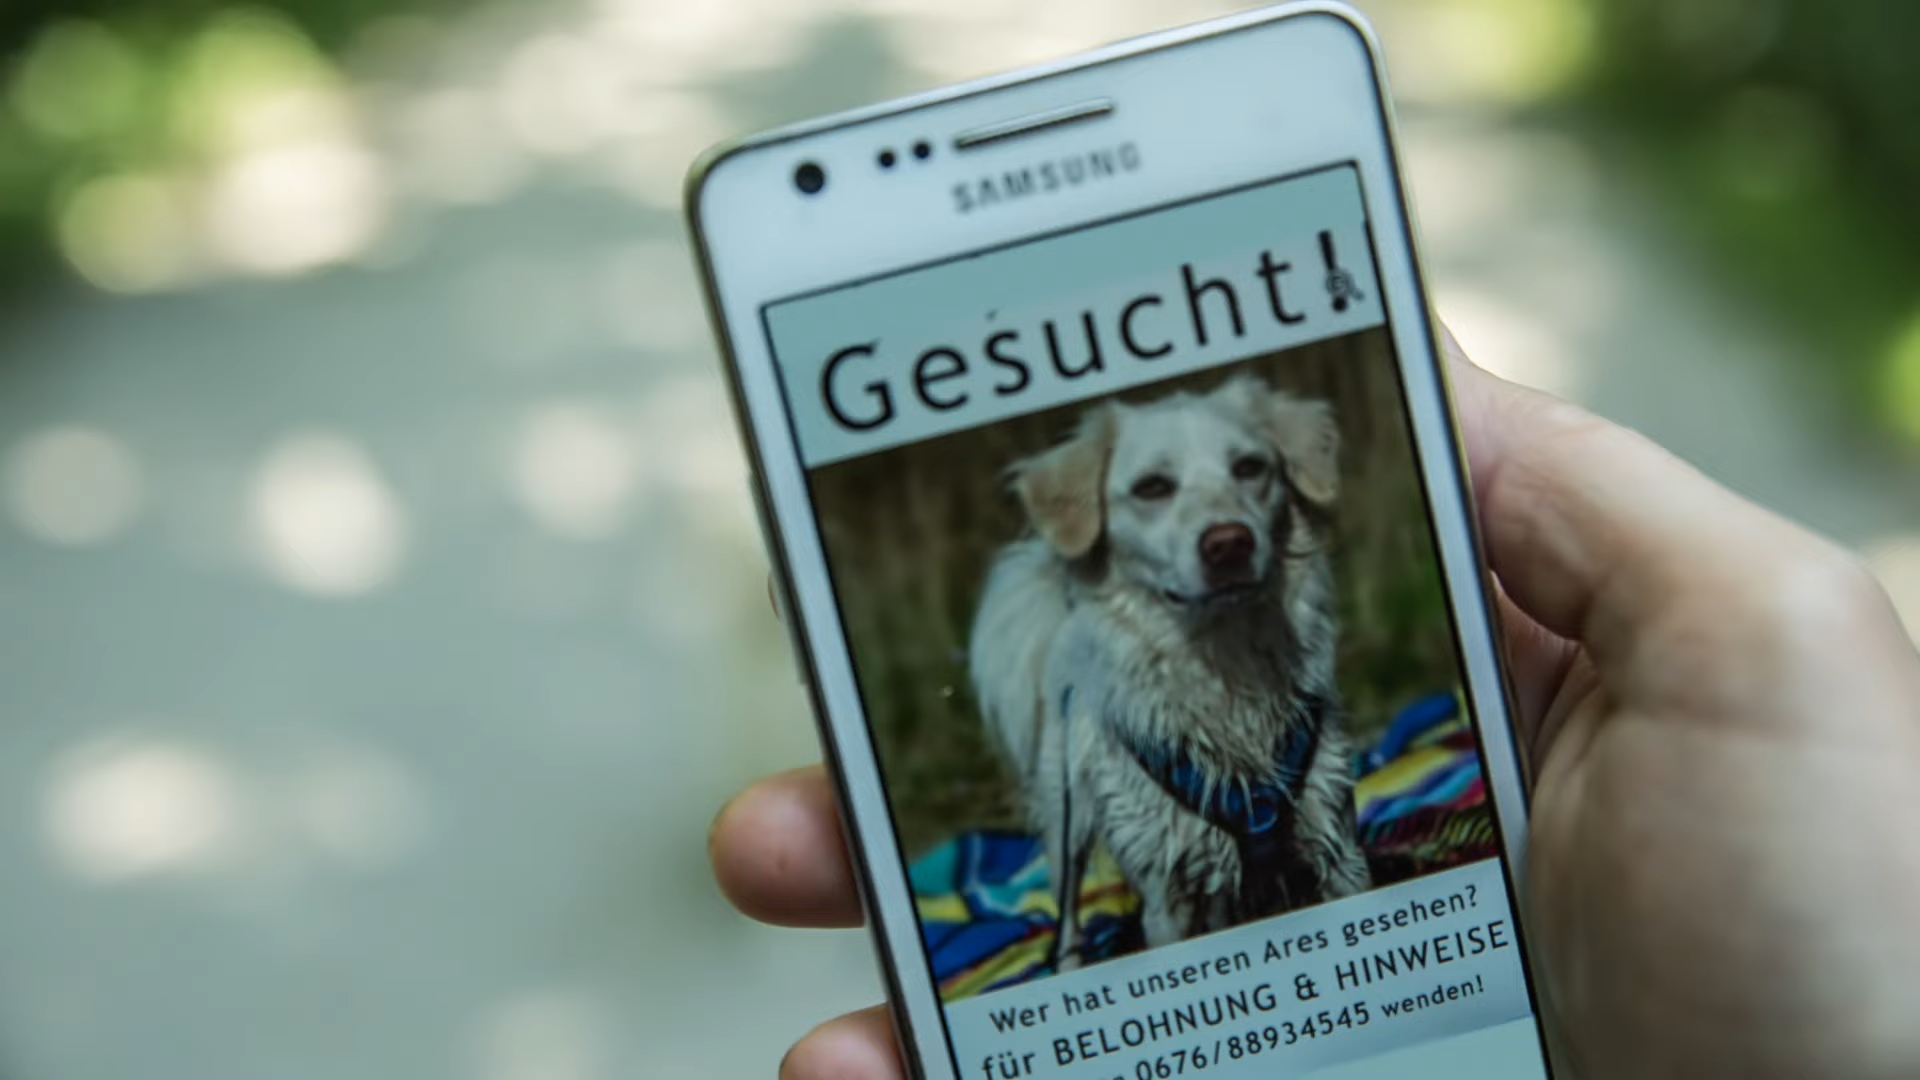 SAMSUNG
Gesucht!
Wer hat unseren Ares gesehen?
für BELOHNUNG & HINWEISE
0676/88934545 wenden!